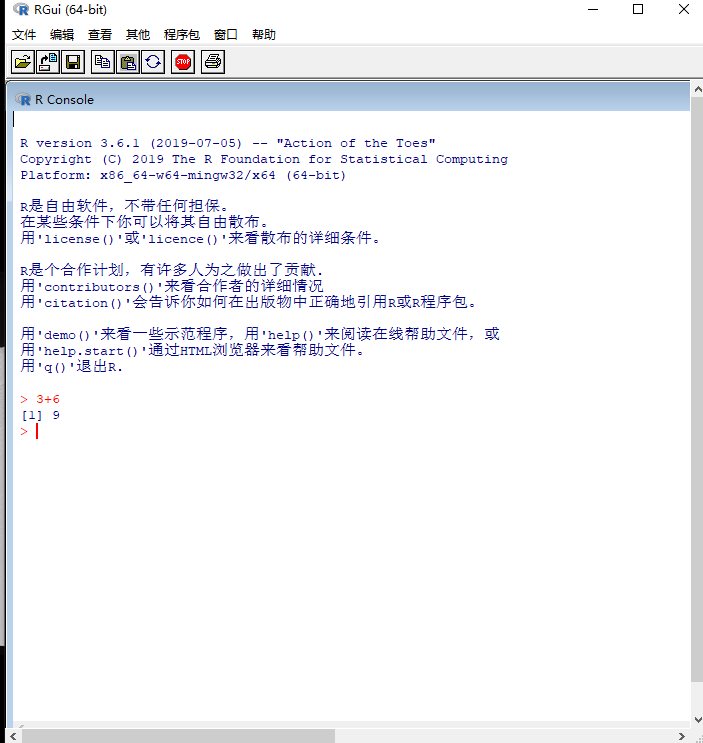 RGui (64-bit)
文件 编辑 查看 其他 程序包 窗口 帮助
STOP
R Console
R version 3.6.1 (2019-07-05) -- "Action of the Toes"
Copyright (C) 2019 The R Foundation for Statistical Computing
Platform: x86_64-w64-mingw32/x64 (64-bit)
R是自由软件，不带任何担保。
在某些条件下你可以将其自由散布。
用'license()'或'licence()'来看散布的详细条件。
R是个合作计划，有许多人为之做出了贡献.
用'contributors()'来看合作者的详细情况
用'citation()'会告诉你如何在出版物中正确地引用R或R程序包。
用'demo()'来看一些示范程序，用'help()'来阅读在线帮助文件，或
用'help.start()'通过HTML浏览器来看帮助文件。
用'q()'退出R.
> 3+6
[1] 9
>